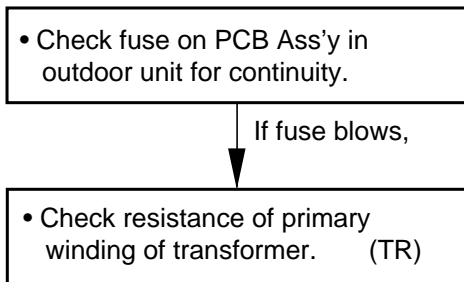 • Check fuse on PCB Ass'y in
outdoor unit for continuity.
If fuse blows,
• Check resistance of primary
winding of transformer. (TR)